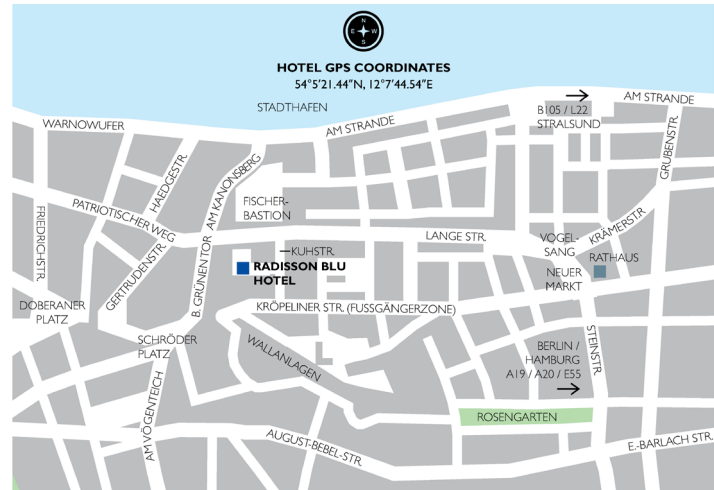 N
E W
S
HOTEL GPS COORDINATES
54°5'21.44"N, 12°7'44.54"E
STADTHAFEN
AM STRANDE
B105 / L22
STRALSUND
WARNOWUFER
AM STRANDE
GRUBENSTR.
HAEDGESTR.
AM KANONSBERG
FISCHER-
BASTION
PATRIOTISCHER WEG
FRIEDRICHSTR.
GERTRUDENSTR.
B. GRÜNENTOR
KUHSTR.
LANGE STR.
VOGEL-
SANG
KRÄMERSTR.
RATHAUS
RADISSON BLU
HOTEL
NEUER
MARKT
DOBERANER
PLATZ
KRÖPELINER STR. (FUSSGÄNGERZONE)
SCHRÖDER
PLATZ
WALLANLAGEN
STEINSTR.
BERLIN /
HAMBURG
A19 / A20 / E55
AM VÖGENTEICH
ROSENGARTEN
AUGUST-BEBEL-STR.
E.-BARLACH STR.